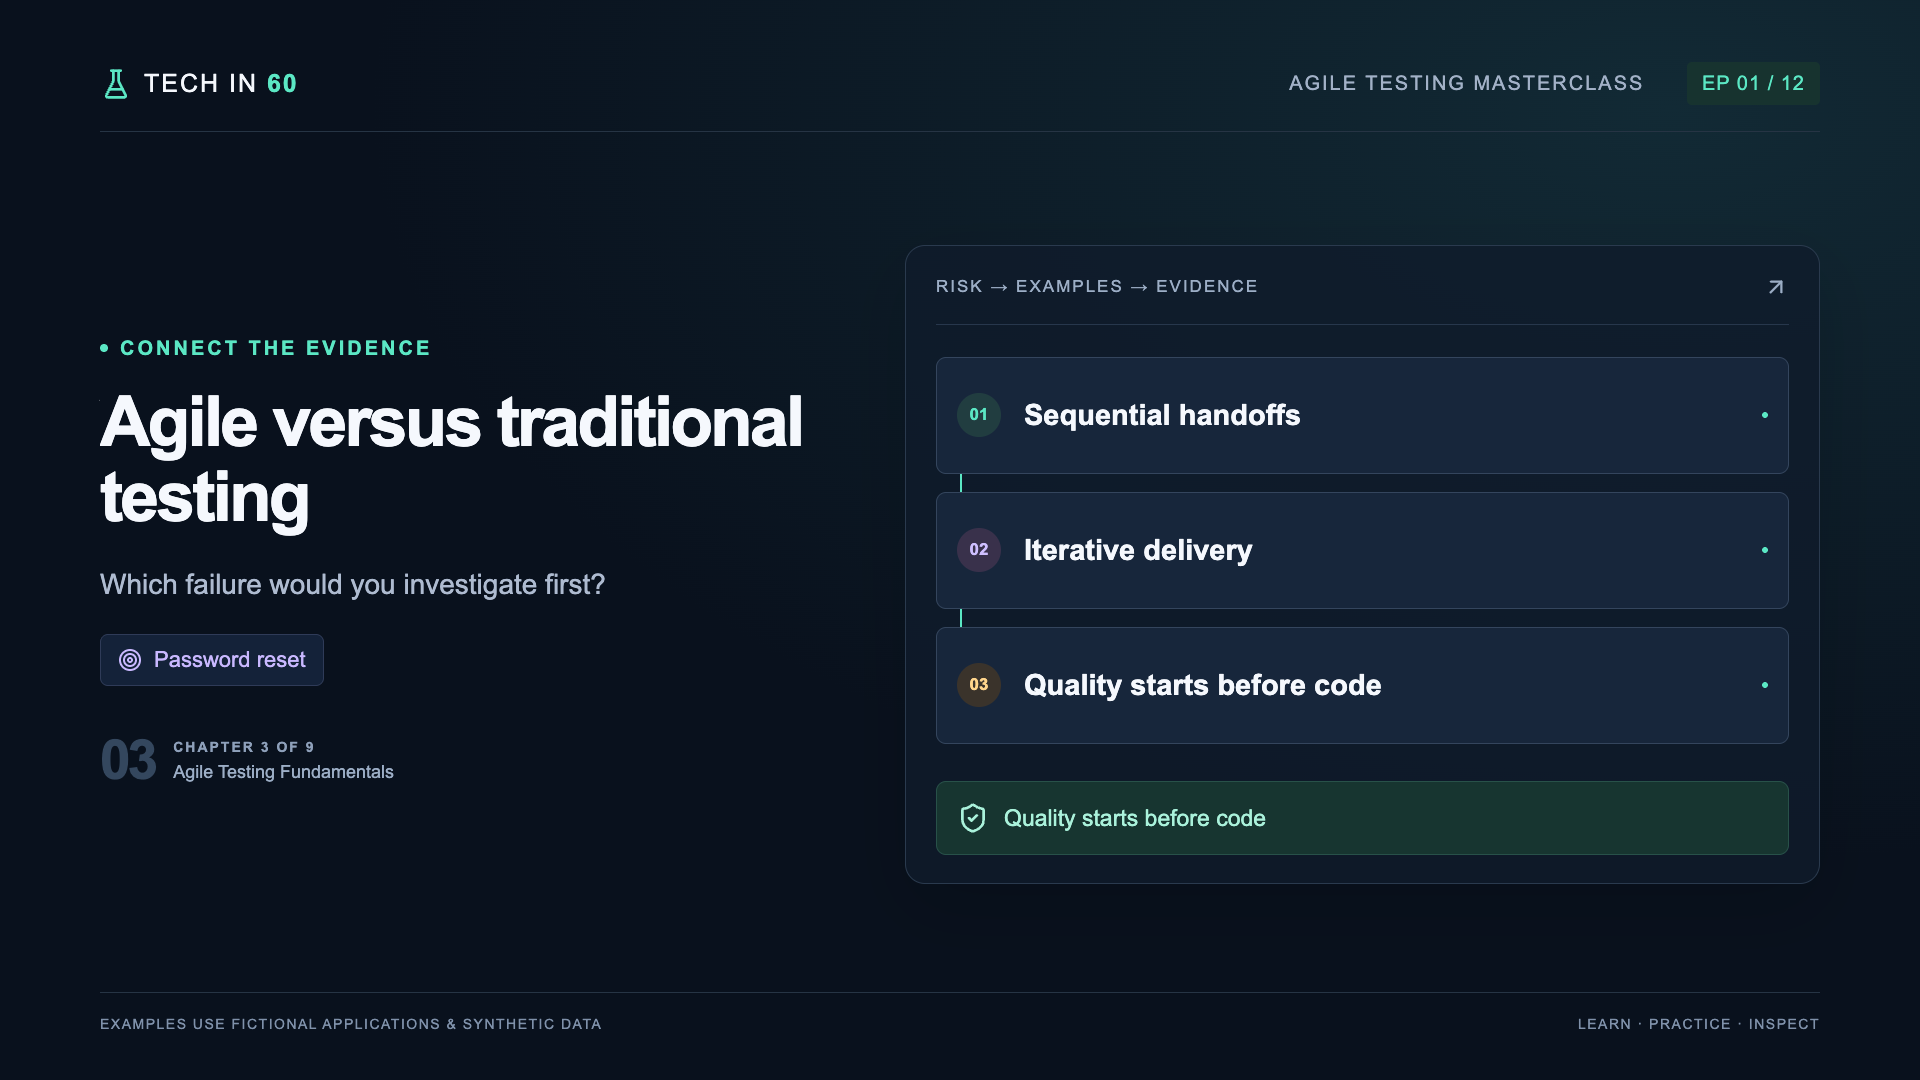 TECH IN 60
AGILE TESTING MASTERCLASS
EP 01 / 12
CONNECT THE EVIDENCE
Agile versus traditional
testing
Which failure would you investigate first?
Password reset
03
CHAPTER 3 OF 9
Agile Testing Fundamentals
RISK → EXAMPLES → EVIDENCE
01
Sequential handoffs
02
Iterative delivery
03
Quality starts before code
Quality starts before code
EXAMPLES USE FICTIONAL APPLICATIONS & SYNTHETIC DATA
LEARN · PRACTICE · INSPECT